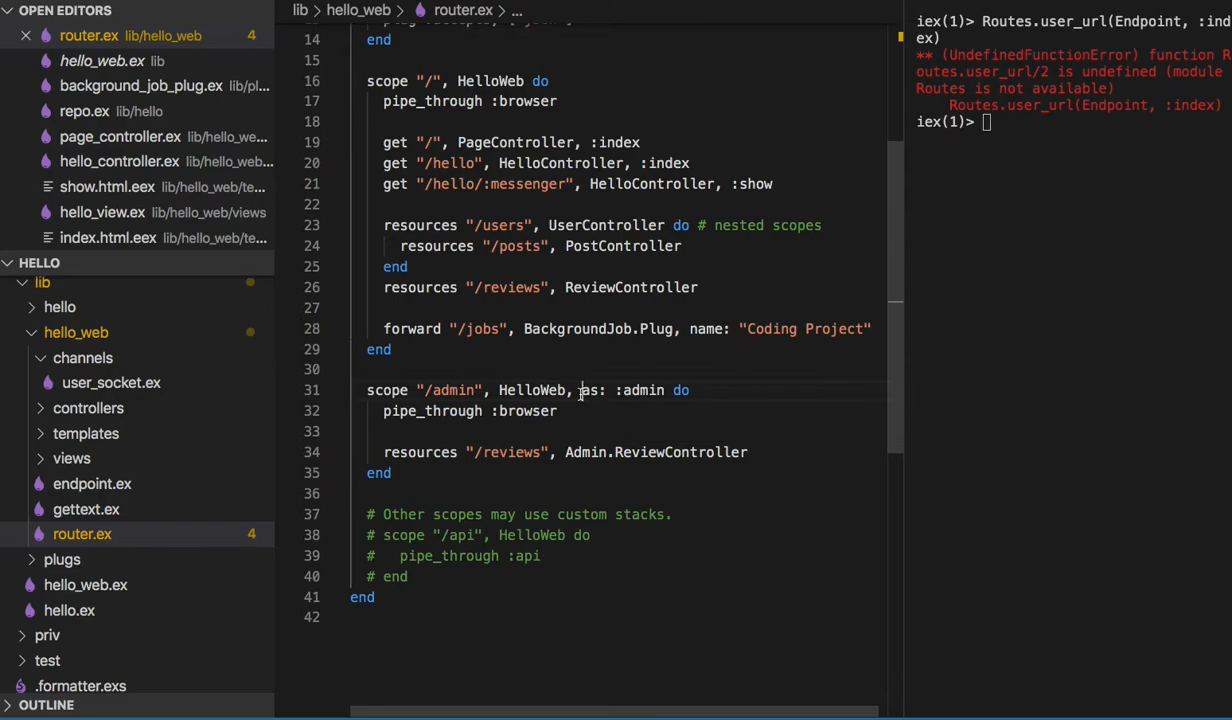 OPEN EDITORS
router.ex lib/hello_web 4
hello_web.ex lib
background_job_plug.ex lib/pl...
repo.ex lib/hello
page_controller.ex lib/hello_we...
hello_controller.ex lib/hello_web...
show.html.eex lib/hello_web/te...
hello_view.ex lib/hello_web/views
index.html.eex lib/hello_web/te...
HELLO
lib
hello
hello_web
channels
user_socket.ex
controllers
templates
views
endpoint.ex
gettext.ex
router.ex 4
plugs
hello_web.ex
hello.ex
priv
test
.formatter.exs
OUTLINE
lib > hello_web > router.ex > ...
14 end
15
16 scope "/", HelloWeb do
17 pipe_through :browser
18
19 get "/", PageController, :index
20 get "/hello", HelloController, :index
21 get "/hello/:messenger", HelloController, :show
22
23 resources "/users", UserController do # nested scopes
24 resources "/posts", PostController
25 end
26 resources "/reviews", ReviewController
27
28 forward "/jobs", BackgroundJob.Plug, name: "Coding Project"
29 end
30
31 scope "/admin", HelloWeb, as: :admin do
32 pipe_through :browser
33
34 resources "/reviews", Admin.ReviewController
35 end
36
37 # Other scopes may use custom stacks.
38 # scope "/api", HelloWeb do
39 # pipe_through :api
40 # end
41 end
42
iex(1)> Routes.user_url(Endpoint, :ind
ex)
** (UndefinedFunctionError) function R
outes.user_url/2 is undefined (module
Routes is not available)
Routes.user_url(Endpoint, :index)
iex(1)>